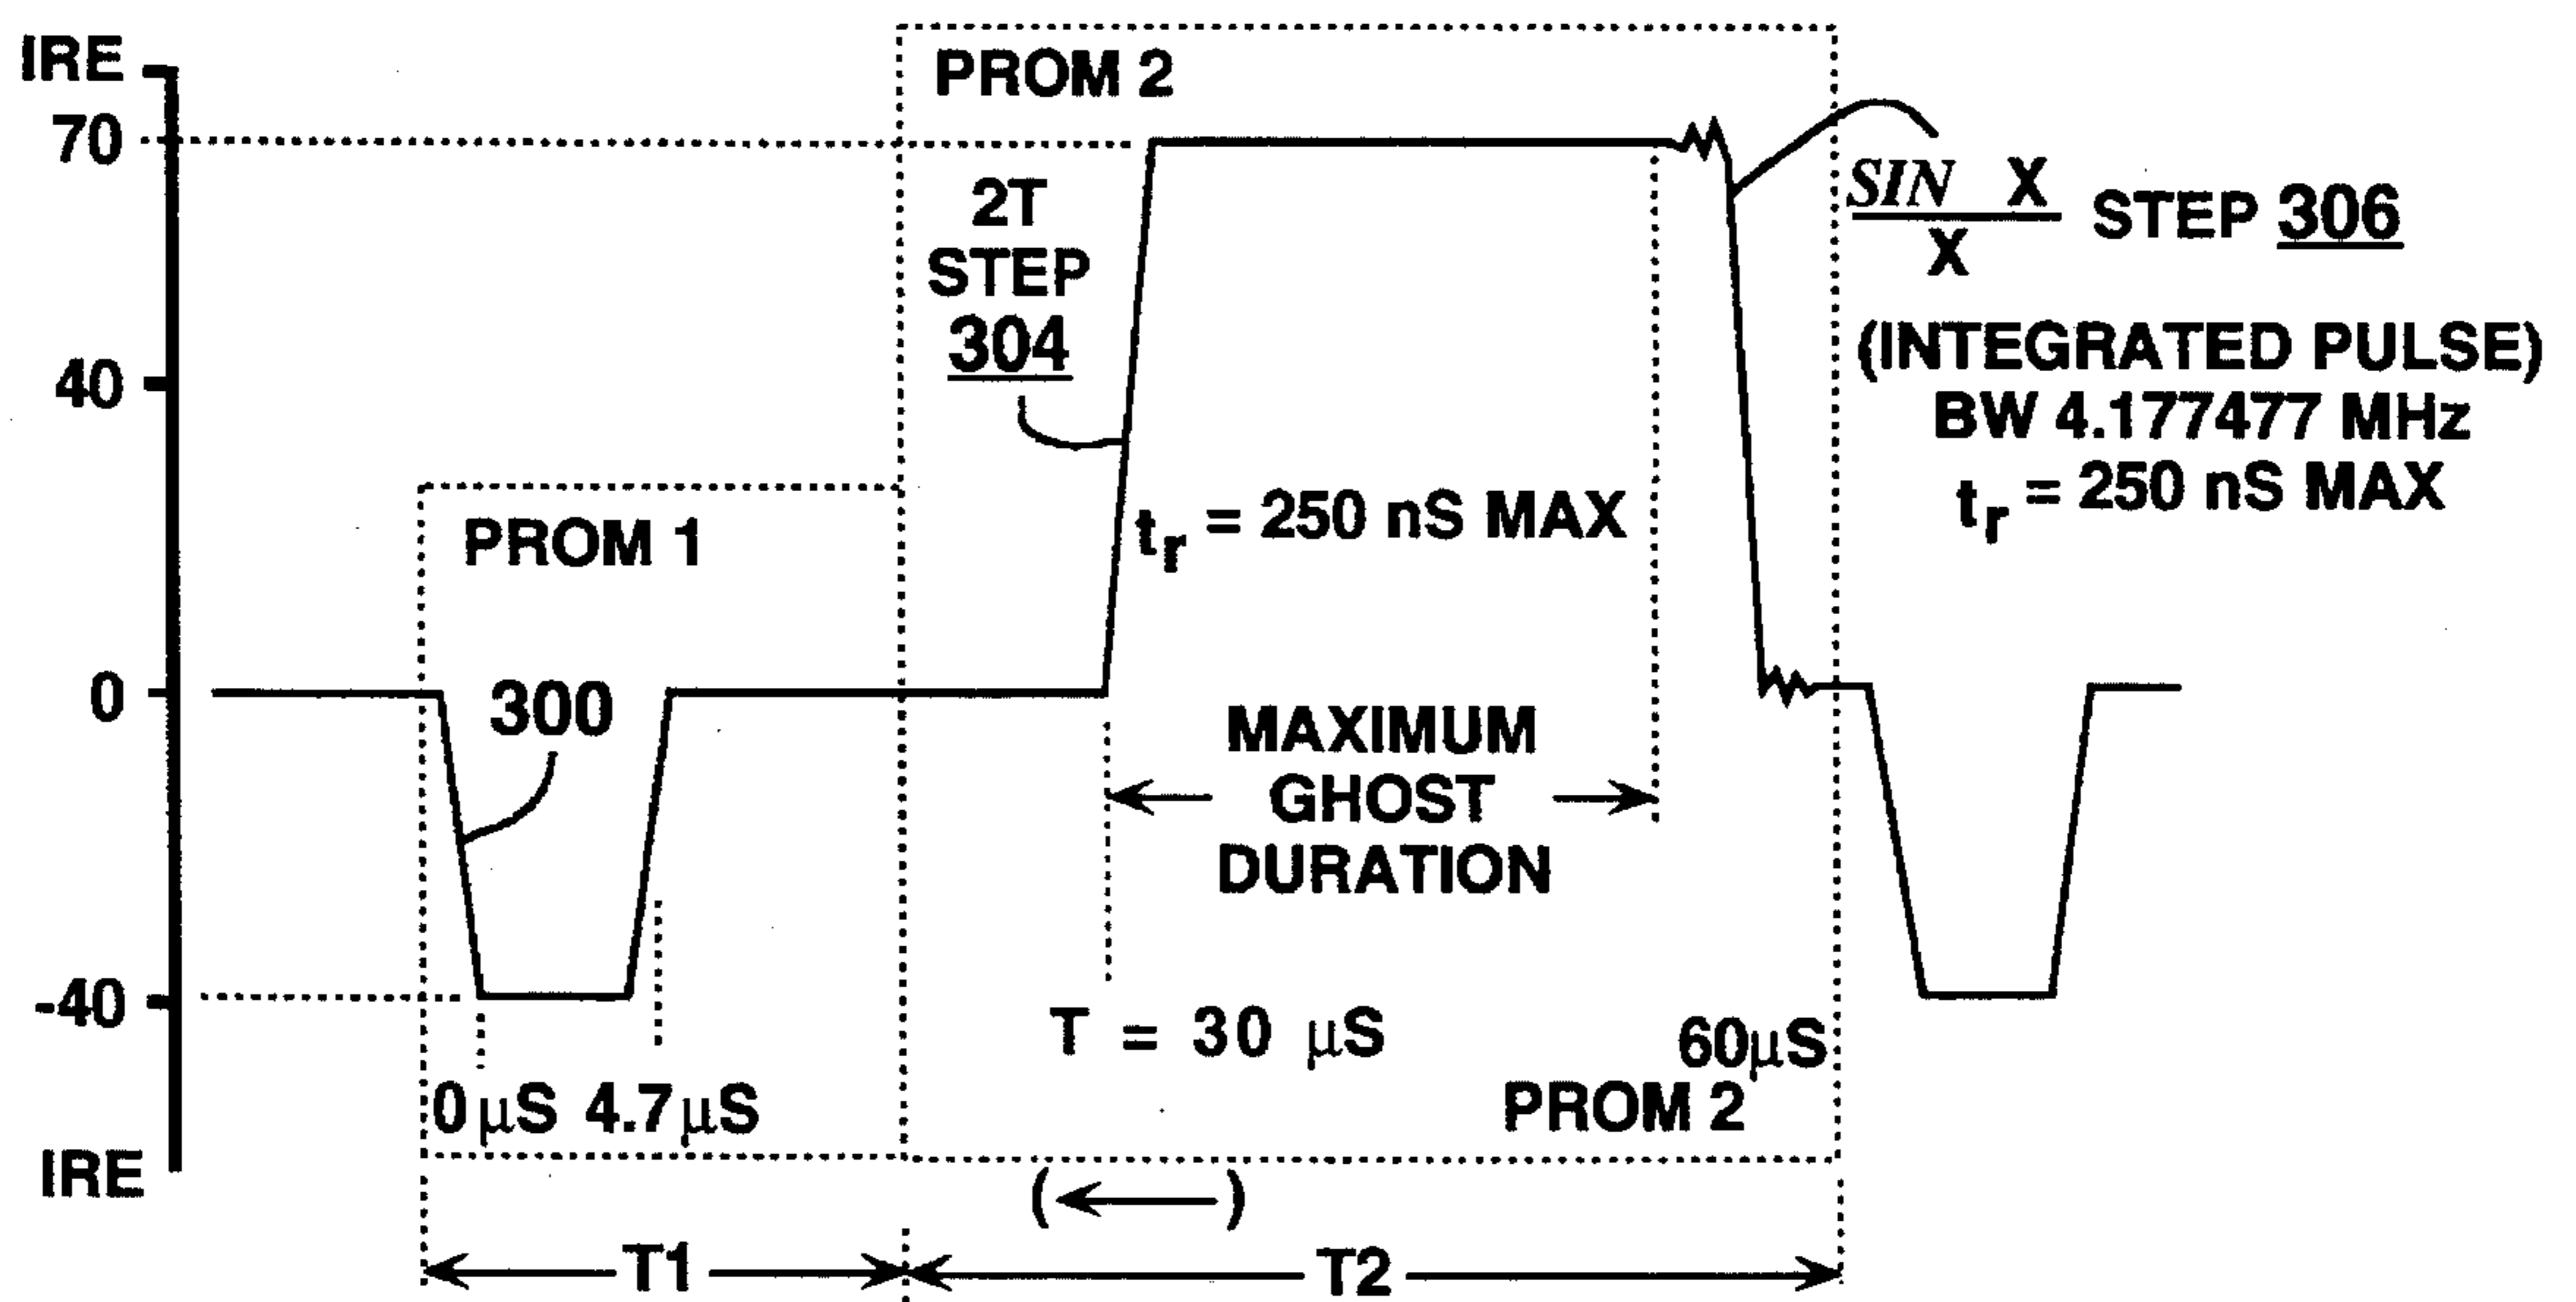 IRE
70
40
0
-40
IRE
PROM 2
2T
STEP
304
SIN X
X
STEP 306
(INTEGRATED PULSE)
BW 4.177477 MHz
tr = 250 nS MAX
tr = 250 nS MAX
PROM 1
300
MAXIMUM
GHOST
DURATION
T = 30 µS
60µS
PROM 2
0µS 4.7µS
( )
T1
T2